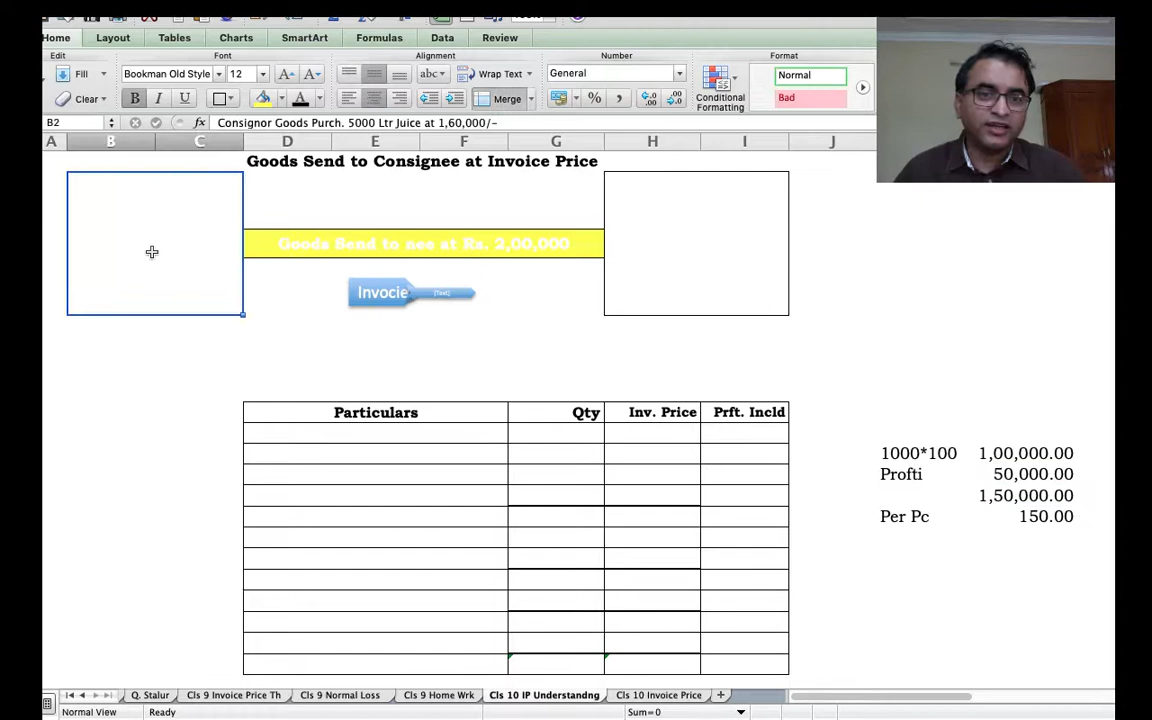 Home Layout Tables Charts SmartArt Formulas Data Review
Edit Font Alignment Number Format
Fill Bookman Old Style 12 A A abc Wrap Text General Normal
Clear B I U A Merge % Conditional Formatting Bad
B2 fx Consignor Goods Purch. 5000 Ltr Juice at 1,60,000/-
A B C D E F G H I J
Goods Send to Consignee at Invoice Price
Goods Send to nee at Rs. 2,00,000
Invocie [Text]
Particulars Qty Inv. Price Prft. Incld
1000*100 1,00,000.00
Profti 50,000.00
1,50,000.00
Per Pc 150.00
Q. Stalur Cls 9 Invoice Price Th Cls 9 Normal Loss Cls 9 Home Wrk Cls 10 IP Understandng Cls 10 Invoice Price +
Normal View Ready Sum=0